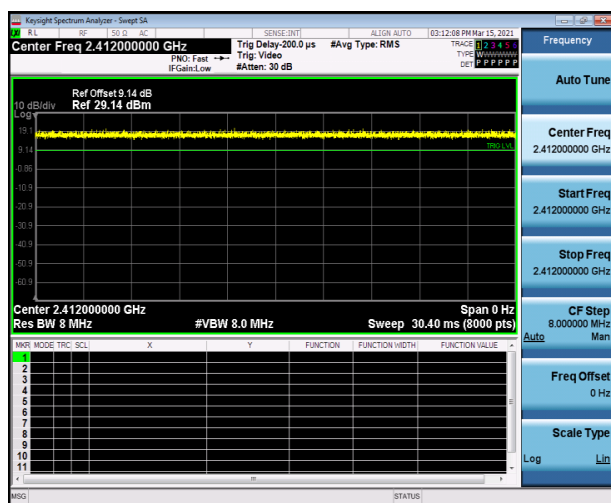 Keysight Spectrum Analyzer - Swept SA
RL RF 50 Ω AC SENSE:INT ALIGN AUTO 03:12:08 PM Mar 15, 2021
Center Freq 2.412000000 GHz
PNO: Fast
IFGain:Low
Trig Delay-200.0 µs
Trig: Video
#Atten: 30 dB
#Avg Type: RMS
TRACE 1 2 3 4 5 6
TYPE WWWWWW
DET P P P P P P
Ref Offset 9.14 dB
10 dB/div Ref 29.14 dBm
Log
19.1
9.14
TRIG LVL
-0.86
-10.9
-20.9
-30.9
-40.9
-50.9
-60.9
Center 2.412000000 GHz Span 0 Hz
Res BW 8 MHz #VBW 8.0 MHz Sweep 30.40 ms (8000 pts)
MKR MODE TRC SCL X Y FUNCTION FUNCTION WIDTH FUNCTION VALUE
1
2
3
4
5
6
7
8
9
10
11
MSG STATUS
Frequency
Auto Tune
Center Freq
2.412000000 GHz
Start Freq
2.412000000 GHz
Stop Freq
2.412000000 GHz
CF Step
8.000000 MHz
Auto Man
Freq Offset
0 Hz
Scale Type
Log Lin